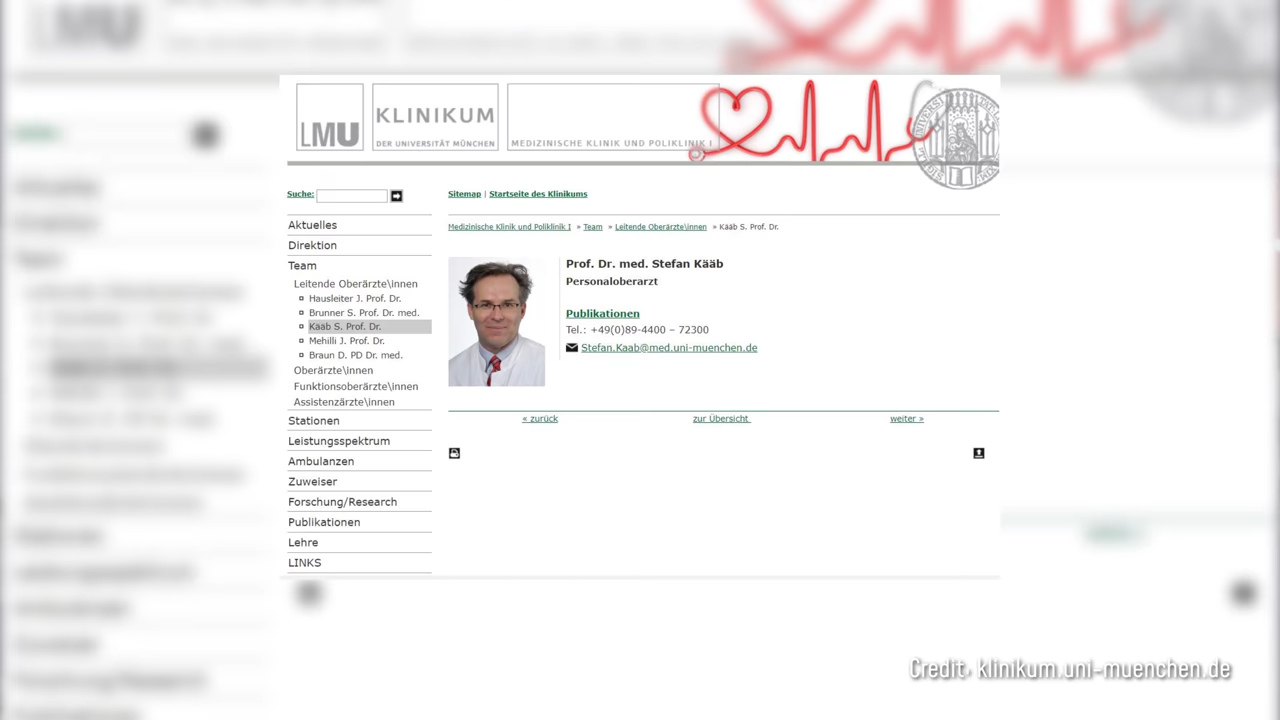 LMU
KLINIKUM
DER UNIVERSITÄT MÜNCHEN
MEDIZINISCHE KLINIK UND POLIKLINIK I
Suche:
Sitemap | Startseite des Klinikums
Medizinische Klinik und Poliklinik I » Team » Leitende Oberärzte\innen » Kääb S. Prof. Dr.
Aktuelles
Direktion
Team
Leitende Oberärzte\innen
Hausleiter J. Prof. Dr.
Brunner S. Prof. Dr. med.
Kääb S. Prof. Dr.
Mehilli J. Prof. Dr.
Braun D. PD Dr. med.
Oberärzte\innen
Funktionsoberärzte\innen
Assistenzärzte\innen
Stationen
Leistungsspektrum
Ambulanzen
Zuweiser
Forschung/Research
Publikationen
Lehre
LINKS
Prof. Dr. med. Stefan Kääb
Personaloberarzt
Publikationen
Tel.: +49(0)89-4400 – 72300
Stefan.Kaab@med.uni-muenchen.de
« zurück
zur Übersicht
weiter »
Credit: klinikum.uni-muenchen.de